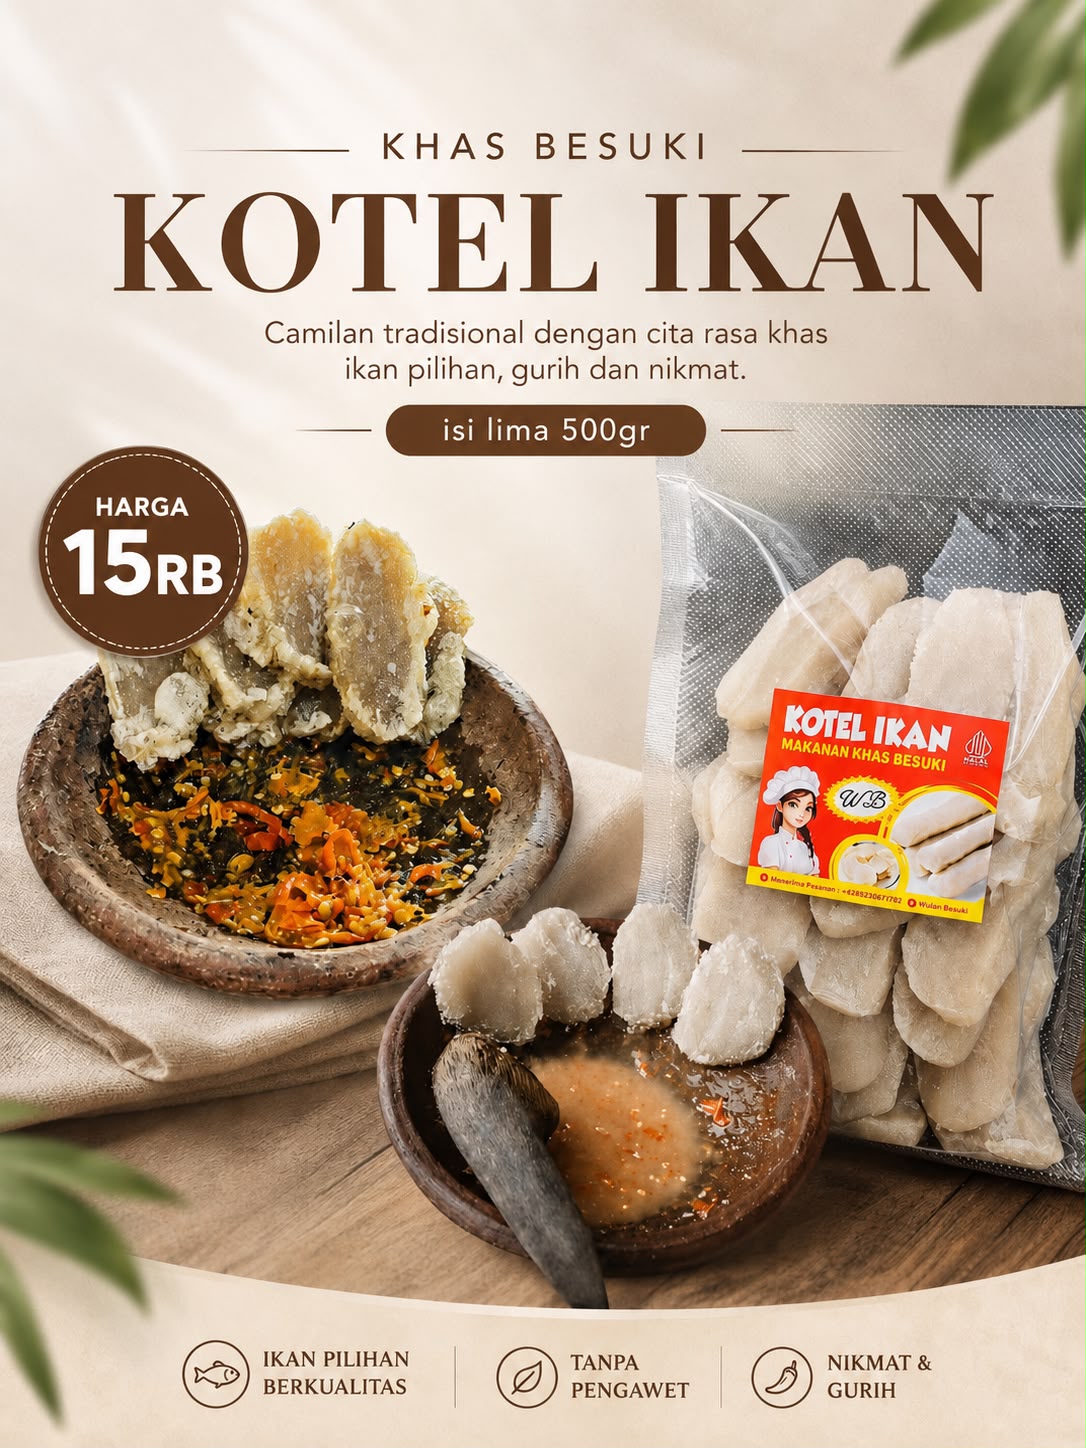 KHAS BESUKI
KOTEL IKAN
Camilan tradisional dengan cita rasa khas
ikan pilihan, gurih dan nikmat.
isi lima 500gr
HARGA
15RB
KOTEL IKAN
MAKANAN KHAS BESUKI
HALAL
WB
Menerima Pesanan : +6285230671782
Wulan Besuki
IKAN PILIHAN
BERKUALITAS
TANPA
PENGAWET
NIKMAT &
GURIH